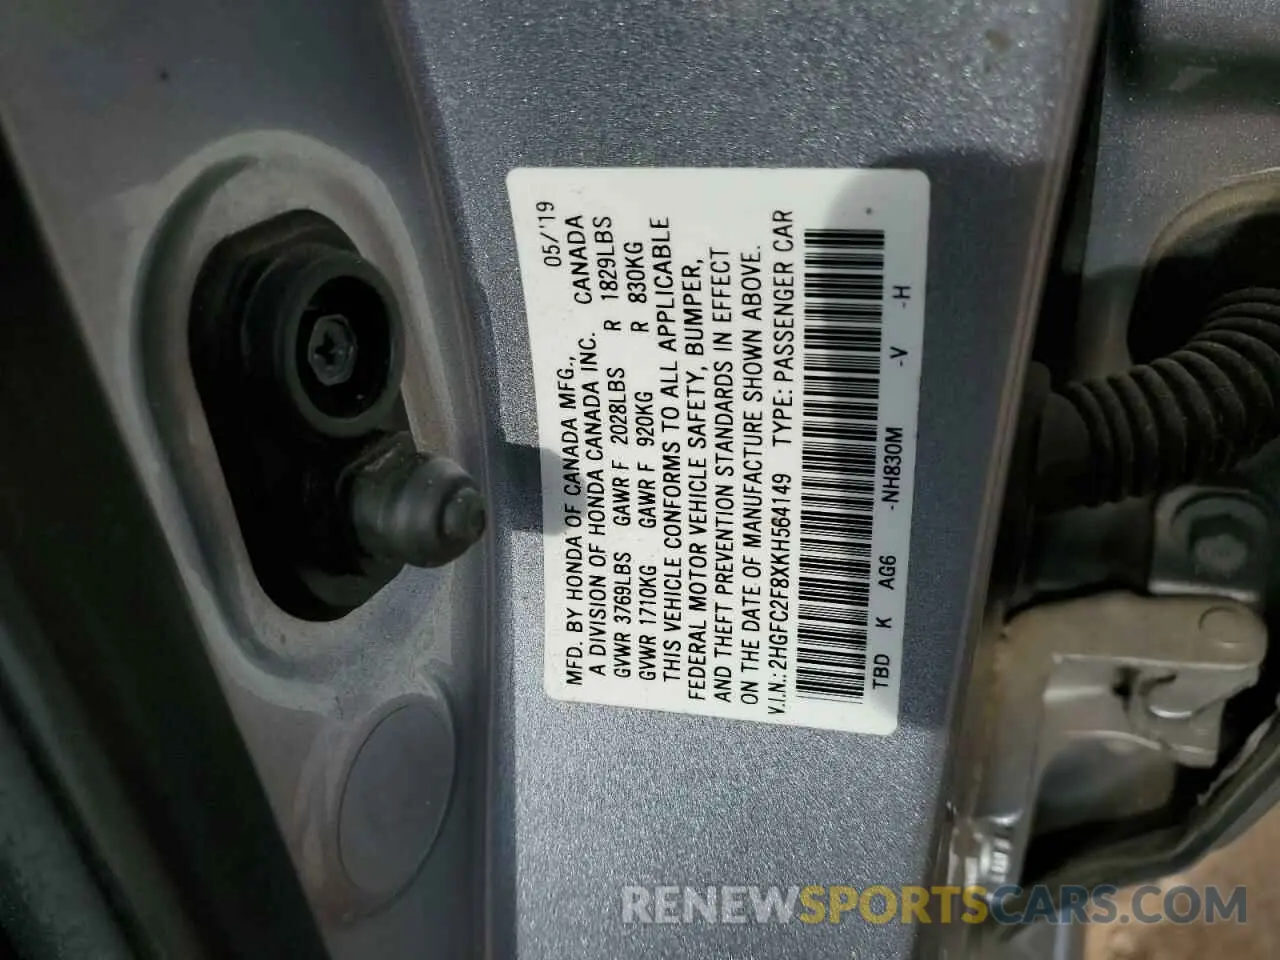 05/'19
MFD. BY HONDA OF CANADA MFG.,
A DIVISION OF HONDA CANADA INC. CANADA
GVWR 3769LBS GAWR F 2028LBS R 1829LBS
GVWR 1710KG GAWR F 920KG R 830KG
THIS VEHICLE CONFORMS TO ALL APPLICABLE
FEDERAL MOTOR VEHICLE SAFETY, BUMPER,
AND THEFT PREVENTION STANDARDS IN EFFECT
ON THE DATE OF MANUFACTURE SHOWN ABOVE.
V.I.N.: 2HGFC2F8XKH564149 TYPE: PASSENGER CAR
TBD K AG6 -NH830M -V -H
RENEWSPORTSCARS.COM